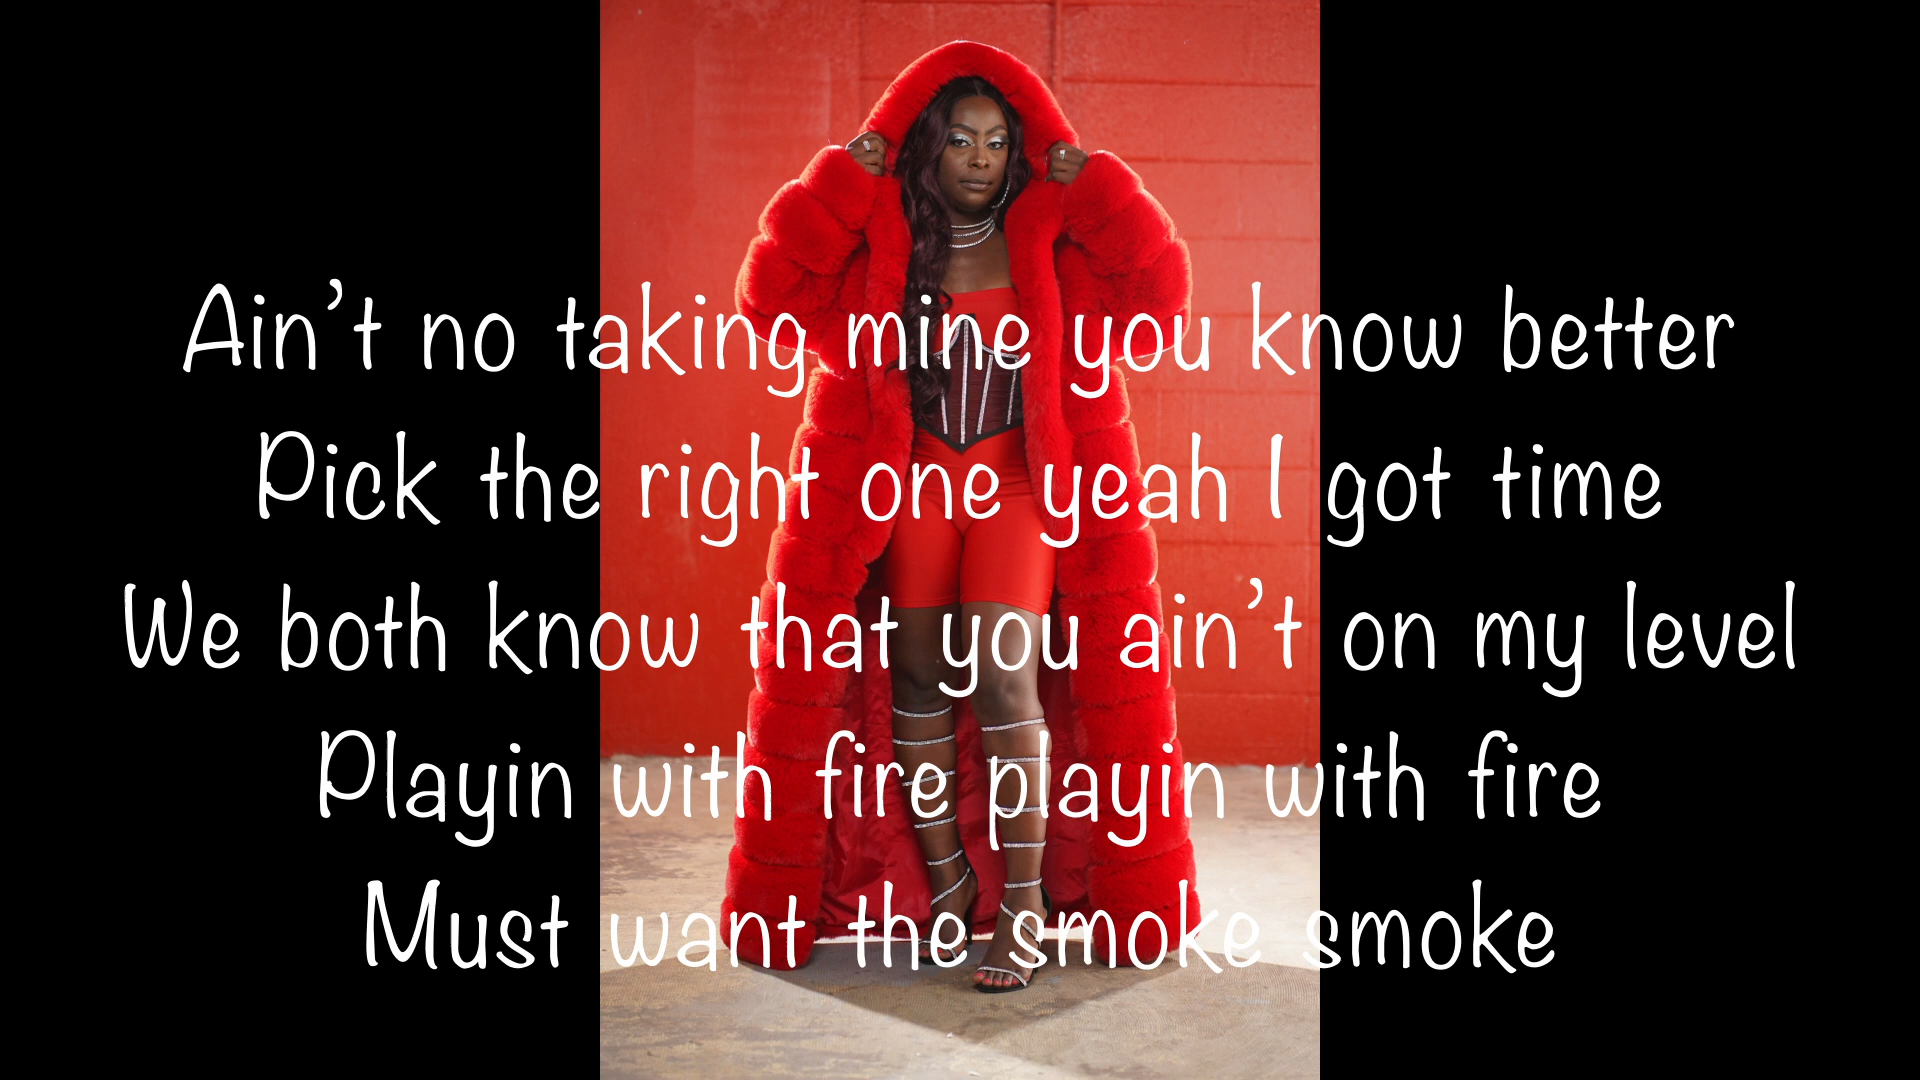 Ain’t no taking mine you know better
Pick the right one yeah I got time
We both know that you ain’t on my level
Playin with fire playin with fire
Must want the smoke smoke